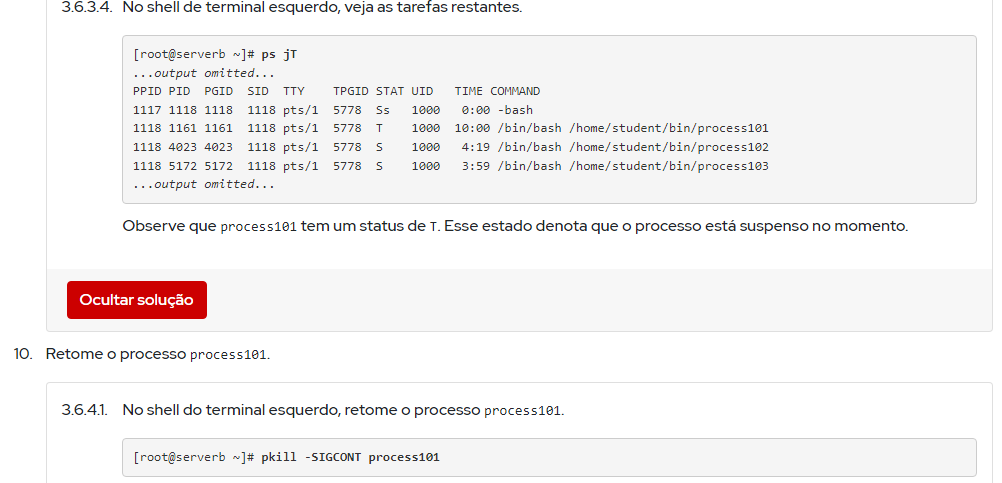 3.6.3.4. No shell de terminal esquerdo, veja as tarefas restantes.
[root@serverb ~]# ps jT
...output omitted...
PPID PID  PGID  SID  TTY    TPGID STAT UID   TIME COMMAND
1117 1118 1118  1118 pts/1  5778  Ss   1000   0:00 -bash
1118 1161 1161  1118 pts/1  5778  T    1000  10:00 /bin/bash /home/student/bin/process101
1118 4023 4023  1118 pts/1  5778  S    1000   4:19 /bin/bash /home/student/bin/process102
1118 5172 5172  1118 pts/1  5778  S    1000   3:59 /bin/bash /home/student/bin/process103
...output omitted...
Observe que process101 tem um status de T. Esse estado denota que o processo está suspenso no momento.
Ocultar solução
10. Retome o processo process101.
3.6.4.1. No shell do terminal esquerdo, retome o processo process101.
[root@serverb ~]# pkill -SIGCONT process101